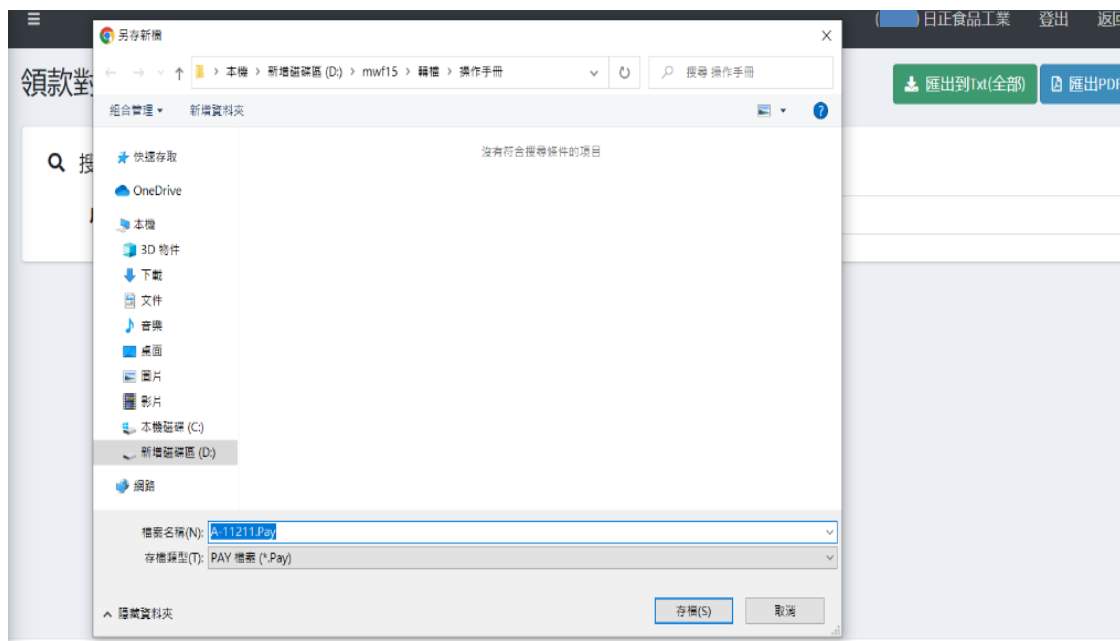 日正食品工業 登出 返回
另存新檔
領款對
本機 > 新增磁碟區 (D:) > mwf15 > 轉檔 > 操作手冊
搜尋 操作手冊
匯出到Txt(全部)
匯出PDF
組合管理 新增資料夾
搜
快速存取
沒有符合搜尋條件的項目
OneDrive
本機
3D 物件
下載
文件
音樂
桌面
圖片
影片
本機磁碟 (C:)
新增磁碟區 (D:)
網路
檔案名稱(N): A-11211.Pay
存檔類型(T): PAY 檔案 (*.Pay)
隱藏資料夾
存檔(S)
取消